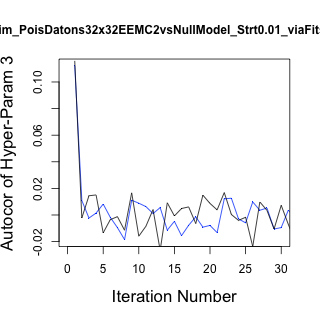 im_PoisDatons32x32EEMC2vsNullModel_Strt0.01_viaFits
Autocor of Hyper-Param 3
0.10
0.06
0.02
-0.02
0 5 10 15 20 25 30
Iteration Number